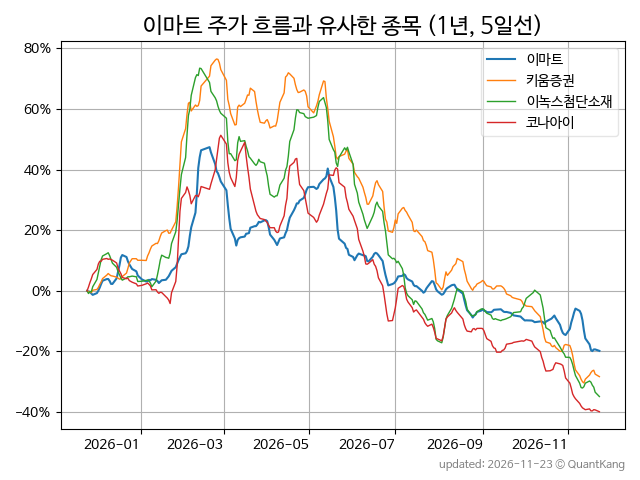 이마트 주가 흐름과 유사한 종목 (1년, 5일선)
80%
60%
40%
20%
0%
−20%
−40%
이마트
키움증권
이녹스첨단소재
코나아이
2026-01
2026-03
2026-05
2026-07
2026-09
2026-11
updated: 2026-11-23 © QuantKang